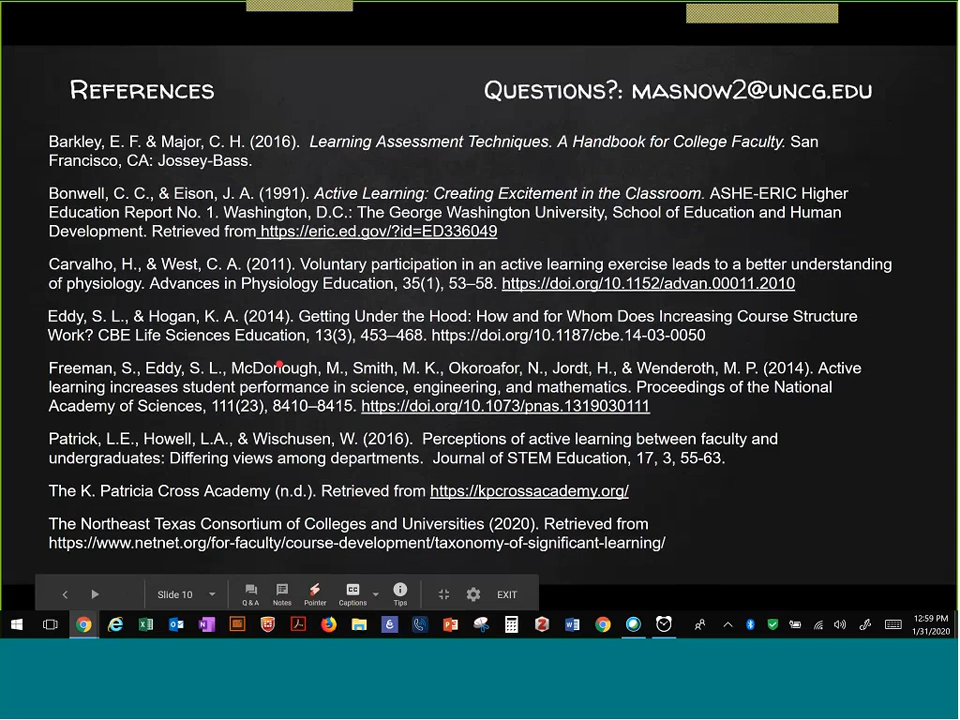 References
Questions?: masnow2@uncg.edu
Barkley, E. F. & Major, C. H. (2016).  Learning Assessment Techniques. A Handbook for College Faculty. San
Francisco, CA: Jossey-Bass.
Bonwell, C. C., & Eison, J. A. (1991). Active Learning: Creating Excitement in the Classroom. ASHE-ERIC Higher
Education Report No. 1. Washington, D.C.: The George Washington University, School of Education and Human
Development. Retrieved from https://eric.ed.gov/?id=ED336049
Carvalho, H., & West, C. A. (2011). Voluntary participation in an active learning exercise leads to a better understanding
of physiology. Advances in Physiology Education, 35(1), 53–58. https://doi.org/10.1152/advan.00011.2010
Eddy, S. L., & Hogan, K. A. (2014). Getting Under the Hood: How and for Whom Does Increasing Course Structure
Work? CBE Life Sciences Education, 13(3), 453–468. https://doi.org/10.1187/cbe.14-03-0050
Freeman, S., Eddy, S. L., McDonough, M., Smith, M. K., Okoroafor, N., Jordt, H., & Wenderoth, M. P. (2014). Active
learning increases student performance in science, engineering, and mathematics. Proceedings of the National
Academy of Sciences, 111(23), 8410–8415. https://doi.org/10.1073/pnas.1319030111
Patrick, L.E., Howell, L.A., & Wischusen, W. (2016).  Perceptions of active learning between faculty and
undergraduates: Differing views among departments.  Journal of STEM Education, 17, 3, 55-63.
The K. Patricia Cross Academy (n.d.). Retrieved from https://kpcrossacademy.org/
The Northeast Texas Consortium of Colleges and Universities (2020). Retrieved from
https://www.netnet.org/for-faculty/course-development/taxonomy-of-significant-learning/
Slide 10
Q & A
Notes
Pointer
CC
Captions
Tips
EXIT
12:59 PM
1/31/2020